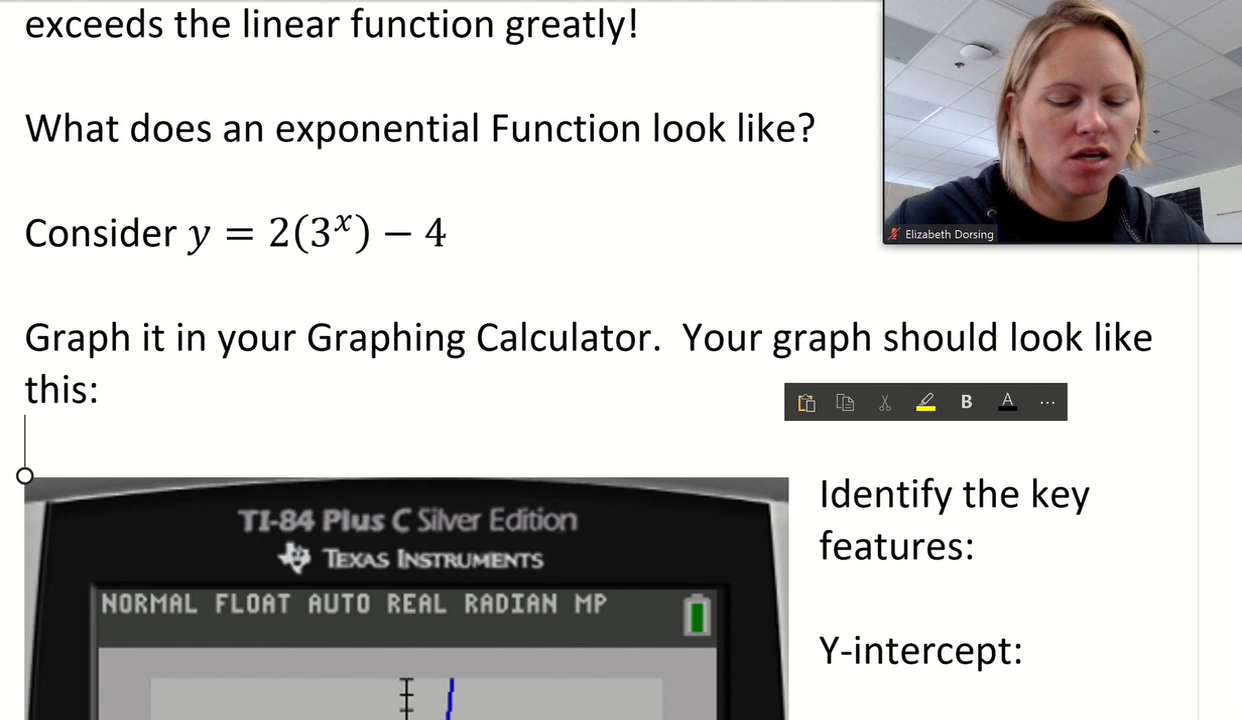 exceeds the linear function greatly!
What does an exponential Function look like?
Elizabeth Dorsing
Consider y = 2(3ˣ) − 4
Graph it in your Graphing Calculator. Your graph should look like
this:
B A ...
TI-84 Plus C Silver Edition
TEXAS INSTRUMENTS
NORMAL FLOAT AUTO REAL RADIAN MP
Identify the key
features:
Y-intercept: